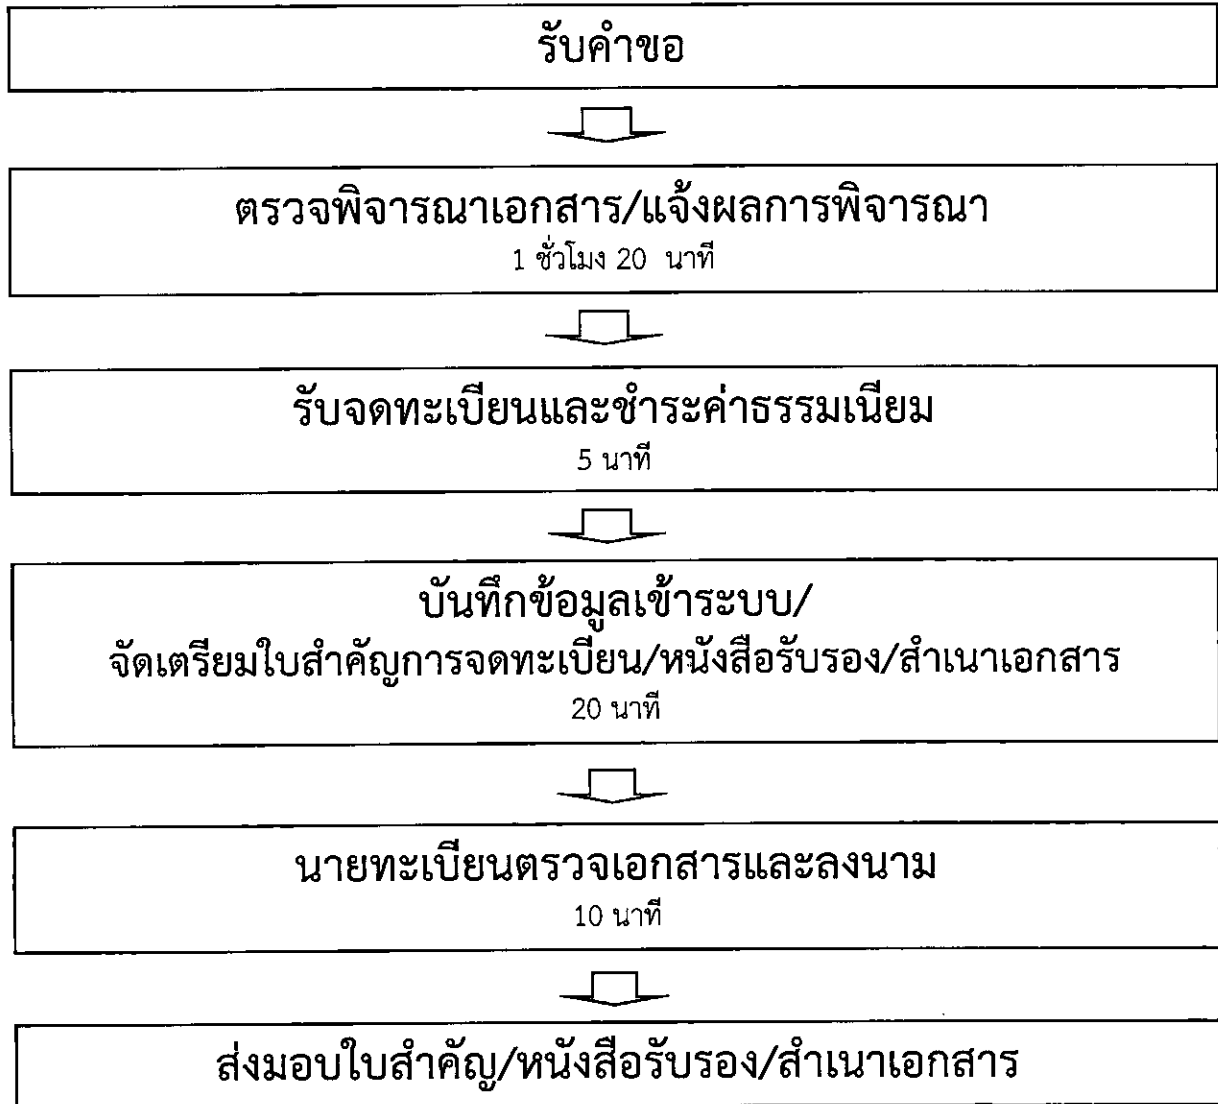 รับคำขอ
ตรวจพิจารณาเอกสาร/แจ้งผลการพิจารณา
1 ชั่วโมง 20 นาที
รับจดทะเบียนและชำระค่าธรรมเนียม
5 นาที
บันทึกข้อมูลเข้าระบบ/
จัดเตรียมใบสำคัญการจดทะเบียน/หนังสือรับรอง/สำเนาเอกสาร
20 นาที
นายทะเบียนตรวจเอกสารและลงนาม
10 นาที
ส่งมอบใบสำคัญ/หนังสือรับรอง/สำเนาเอกสาร